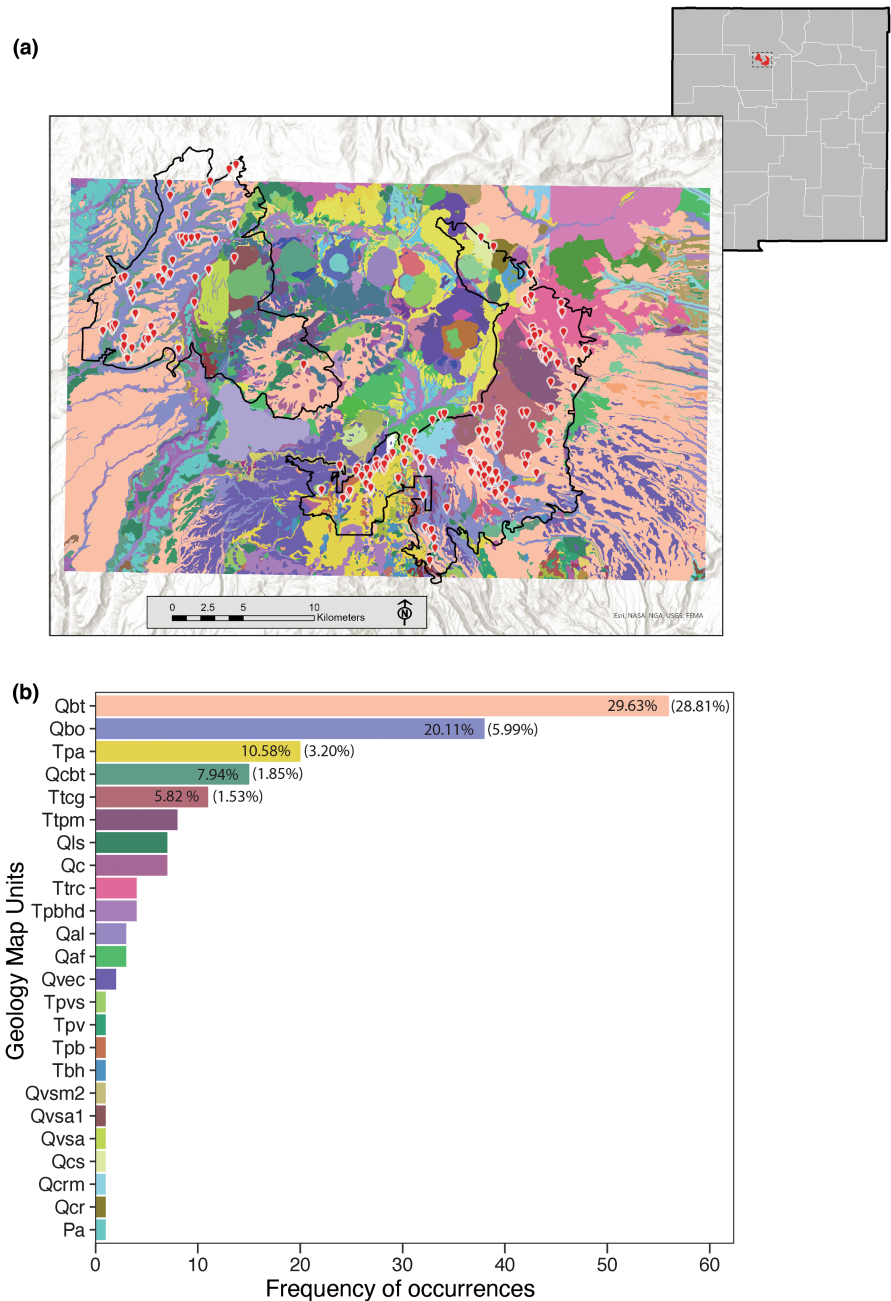 (a)
0 2.5 5 10
Kilometers
N
Esri, NASA, NGA, USGS, FEMA
(b)
Geology Map Units
Qbt 29.63% (28.81%)
Qbo 20.11% (5.99%)
Tpa 10.58% (3.20%)
Qcbt 7.94% (1.85%)
Ttcg 5.82 % (1.53%)
Ttpm
Qls
Qc
Ttrc
Tpbhd
Qal
Qaf
Qvec
Tpvs
Tpv
Tpb
Tbh
Qvsm2
Qvsa1
Qvsa
Qcs
Qcrm
Qcr
Pa
0 10 20 30 40 50 60
Frequency of occurrences